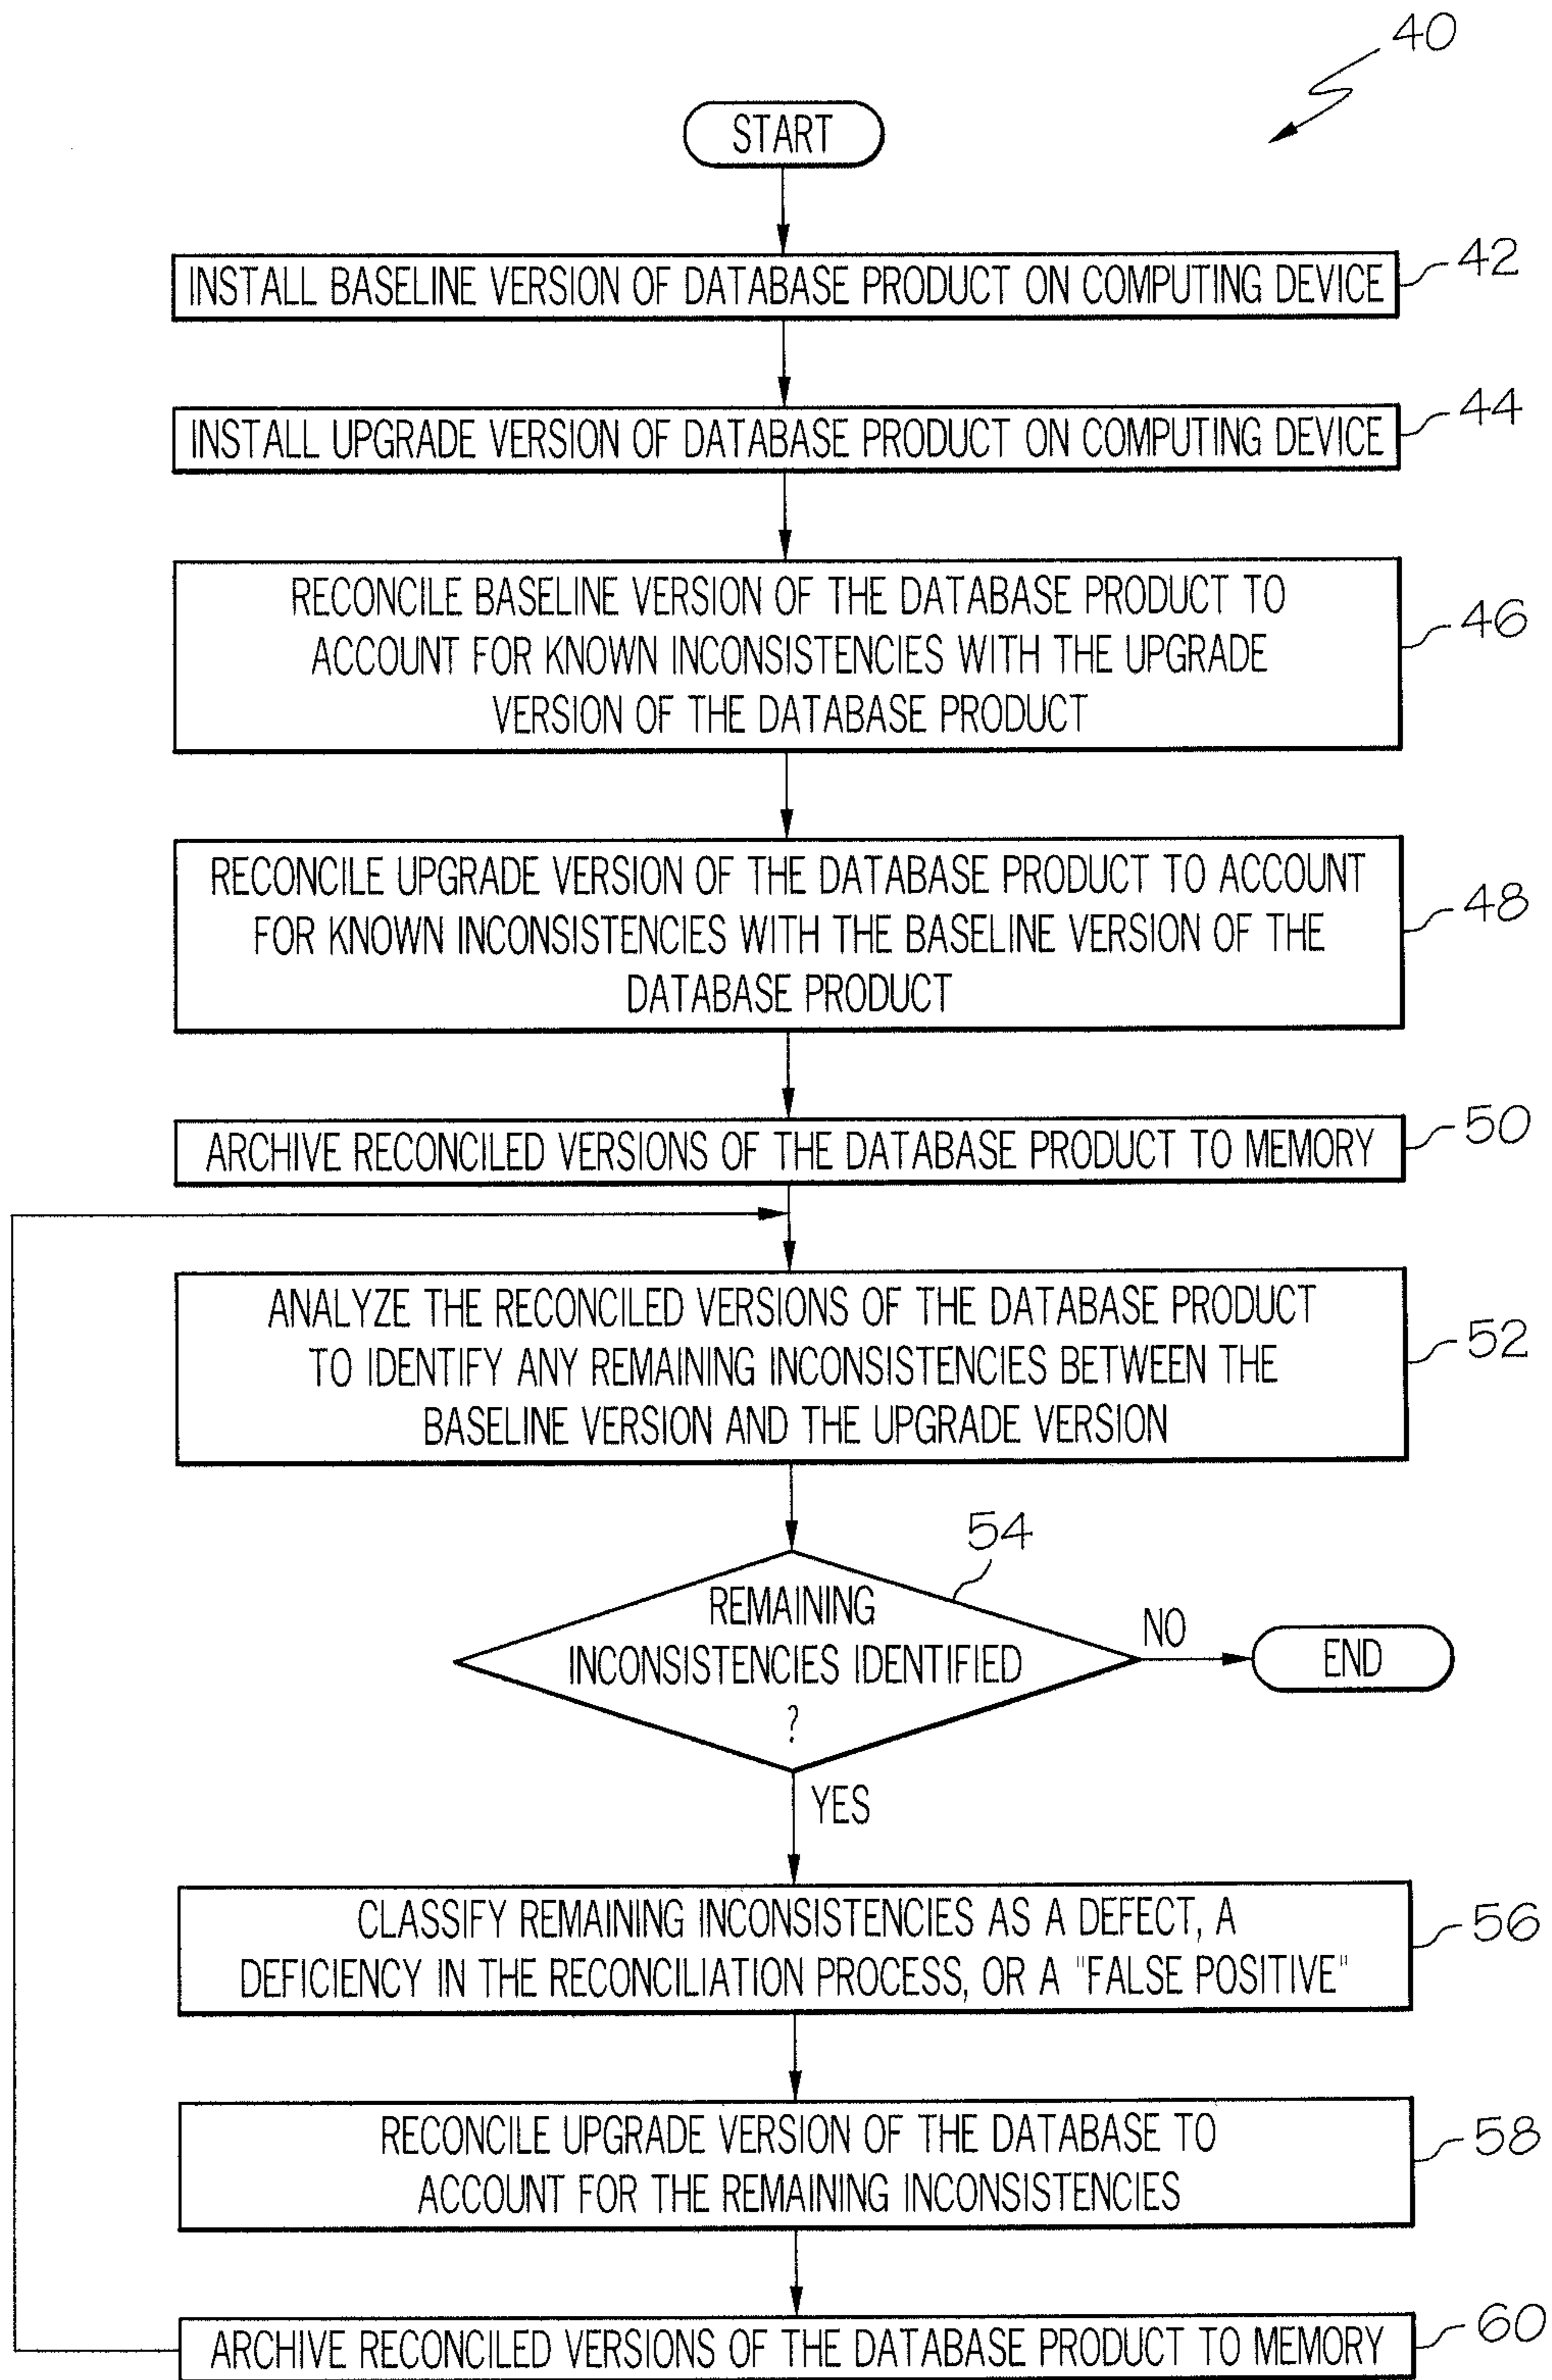 40
START
INSTALL BASELINE VERSION OF DATABASE PRODUCT ON COMPUTING DEVICE
42
INSTALL UPGRADE VERSION OF DATABASE PRODUCT ON COMPUTING DEVICE
44
RECONCILE BASELINE VERSION OF THE DATABASE PRODUCT TO
ACCOUNT FOR KNOWN INCONSISTENCIES WITH THE UPGRADE
VERSION OF THE DATABASE PRODUCT
46
RECONCILE UPGRADE VERSION OF THE DATABASE PRODUCT TO ACCOUNT
FOR KNOWN INCONSISTENCIES WITH THE BASELINE VERSION OF THE
DATABASE PRODUCT
48
ARCHIVE RECONCILED VERSIONS OF THE DATABASE PRODUCT TO MEMORY
50
ANALYZE THE RECONCILED VERSIONS OF THE DATABASE PRODUCT
TO IDENTIFY ANY REMAINING INCONSISTENCIES BETWEEN THE
BASELINE VERSION AND THE UPGRADE VERSION
52
54
REMAINING
INCONSISTENCIES IDENTIFIED
?
NO
END
YES
CLASSIFY REMAINING INCONSISTENCIES AS A DEFECT, A
DEFICIENCY IN THE RECONCILIATION PROCESS, OR A "FALSE POSITIVE"
56
RECONCILE UPGRADE VERSION OF THE DATABASE TO
ACCOUNT FOR THE REMAINING INCONSISTENCIES
58
ARCHIVE RECONCILED VERSIONS OF THE DATABASE PRODUCT TO MEMORY
60